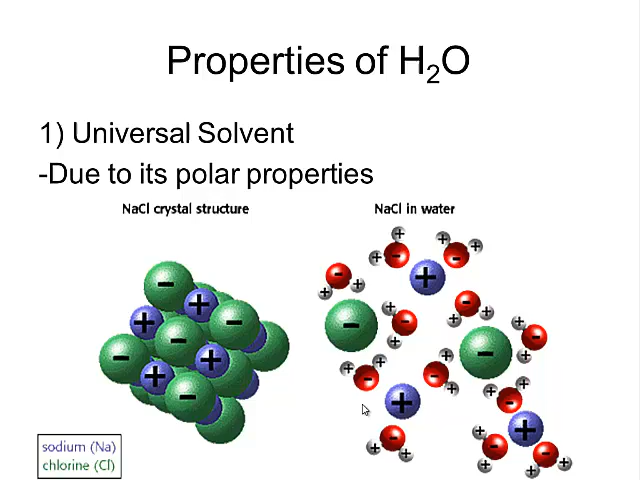 Properties of H₂O
1) Universal Solvent
-Due to its polar properties
NaCl crystal structure
NaCl in water
sodium (Na)
chlorine (Cl)